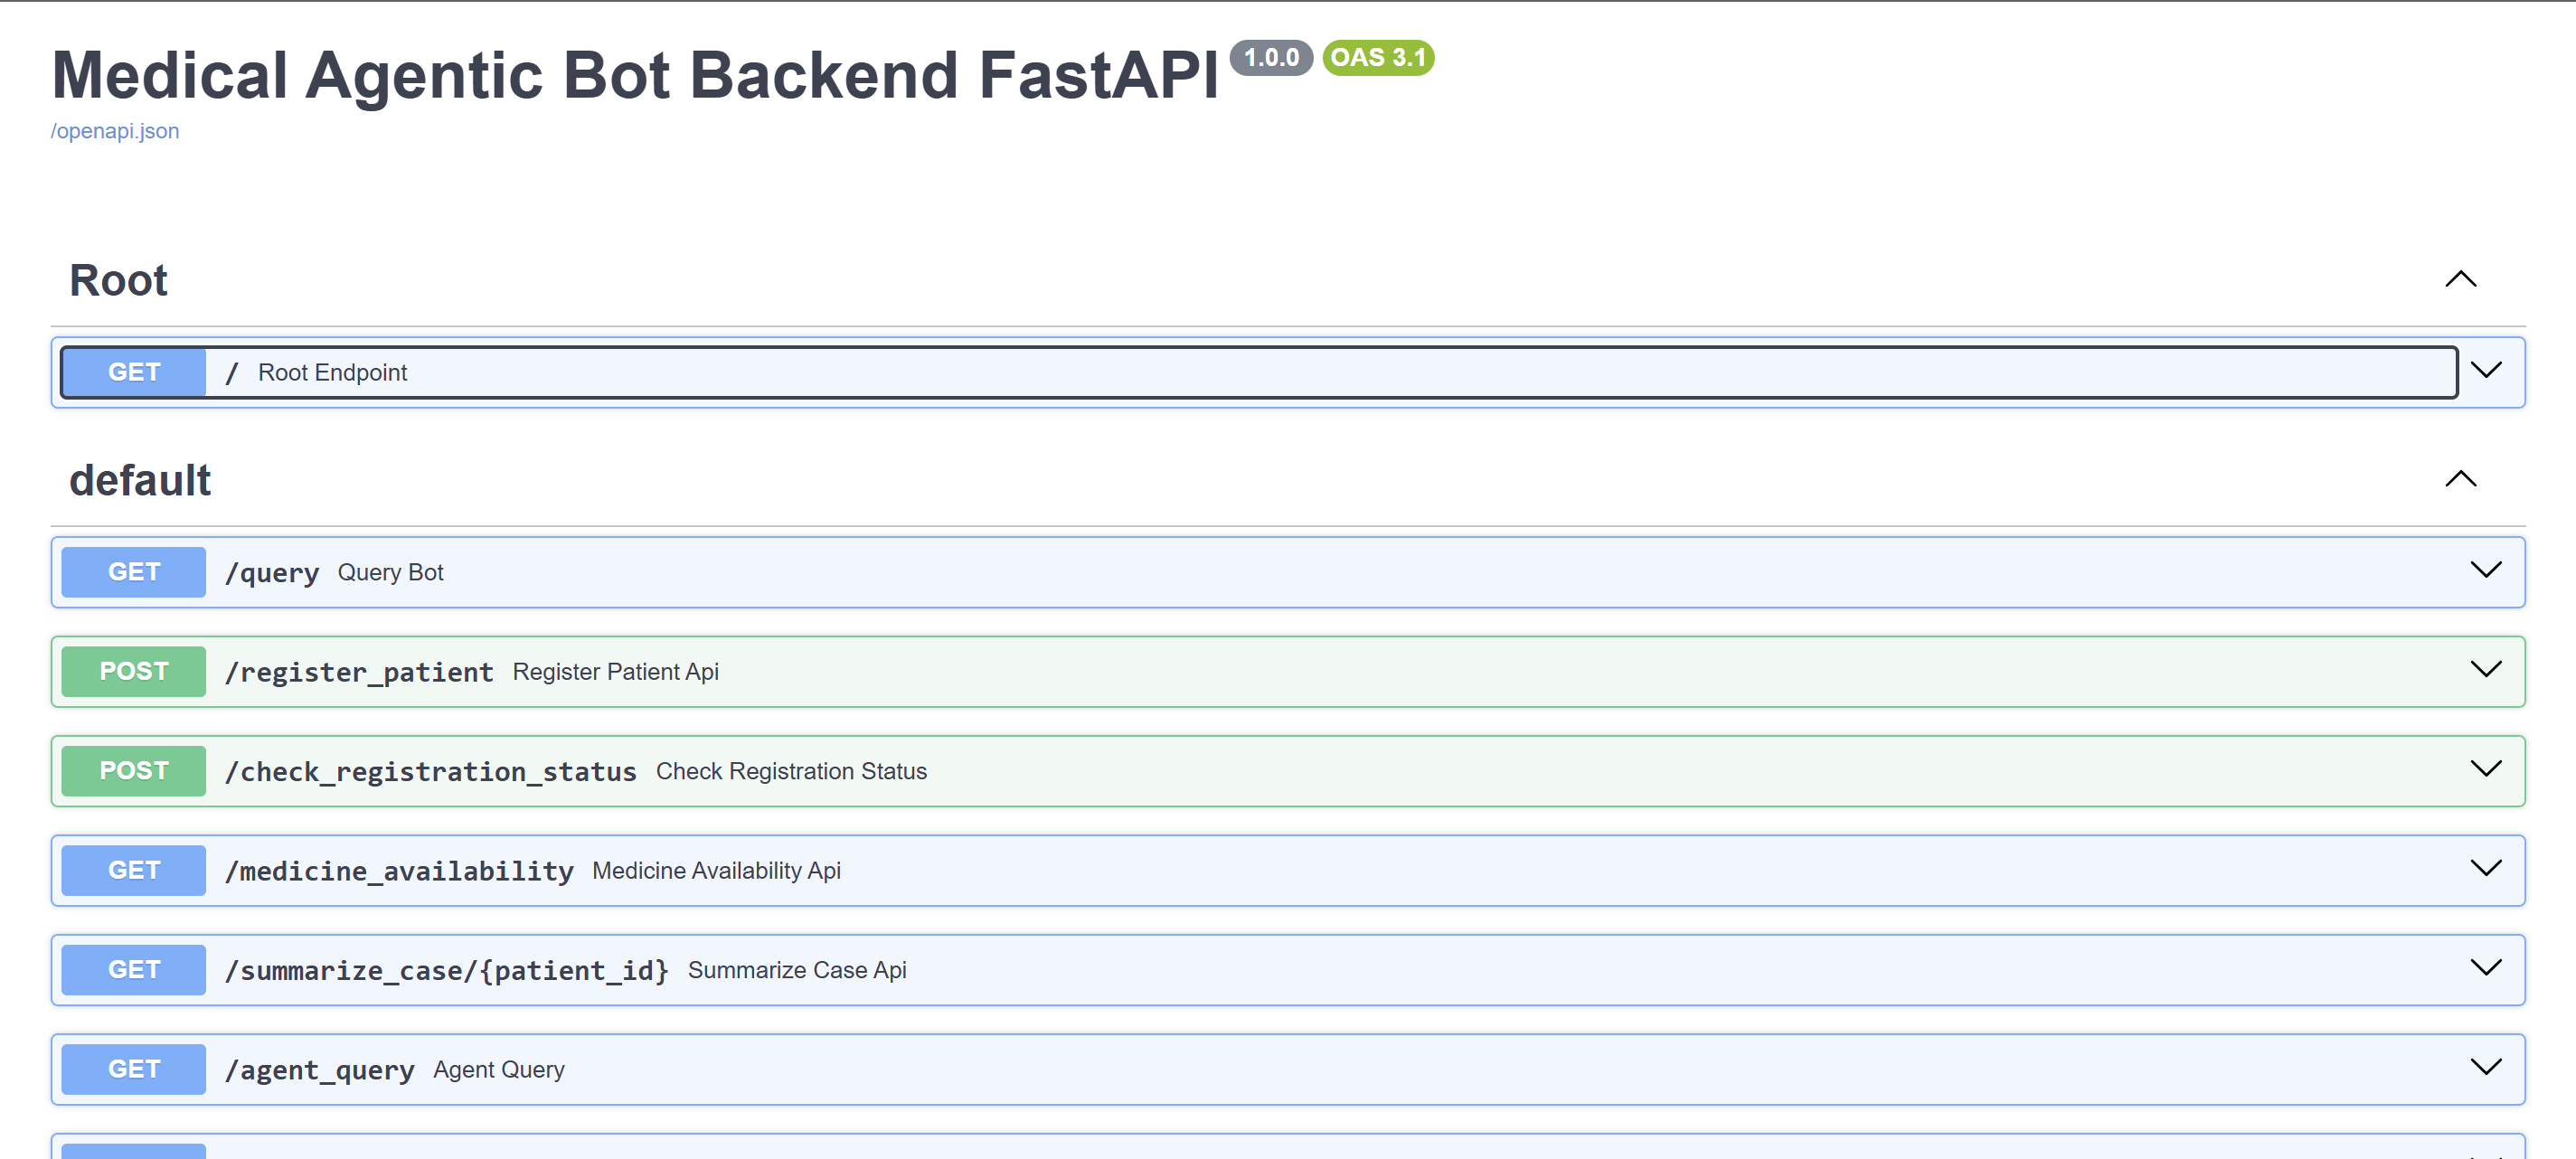 Medical Agentic Bot Backend FastAPI 1.0.0 OAS 3.1
/openapi.json
Root
GET / Root Endpoint
default
GET /query Query Bot
POST /register_patient Register Patient Api
POST /check_registration_status Check Registration Status
GET /medicine_availability Medicine Availability Api
GET /summarize_case/{patient_id} Summarize Case Api
GET /agent_query Agent Query